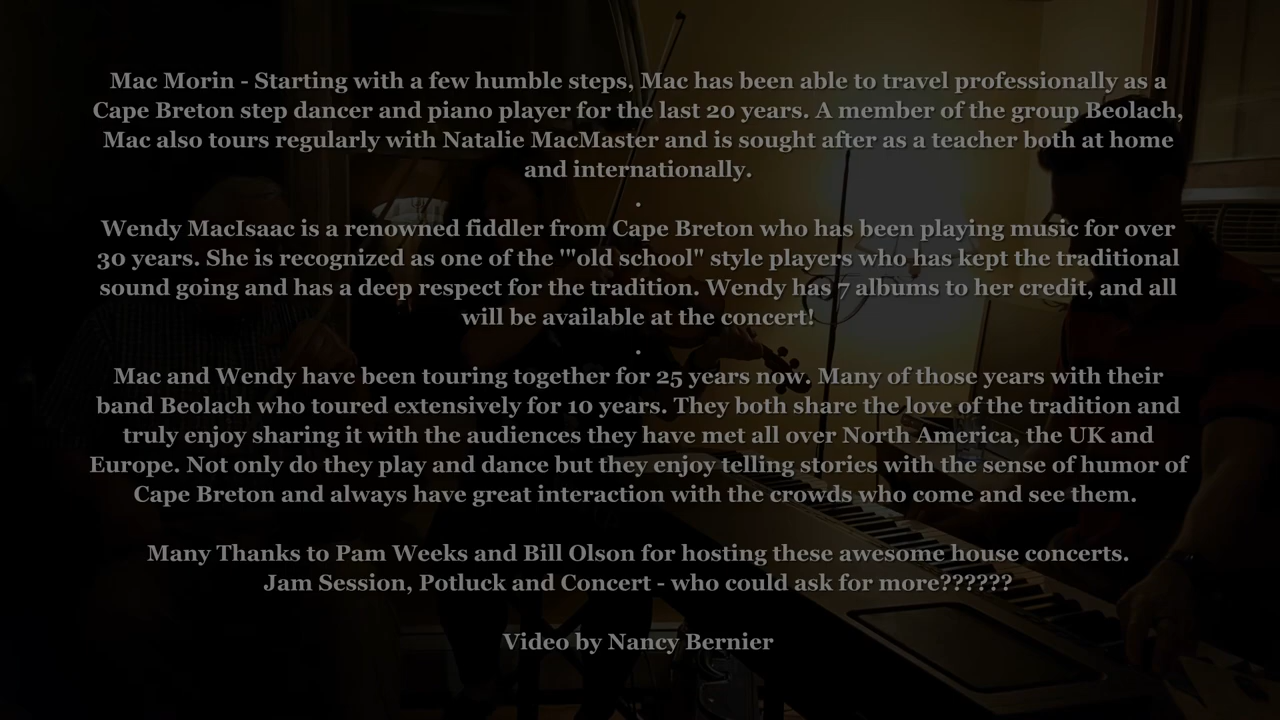 Mac Morin - Starting with a few humble steps, Mac has been able to travel professionally as a
Cape Breton step dancer and piano player for the last 20 years. A member of the group Beolach,
Mac also tours regularly with Natalie MacMaster and is sought after as a teacher both at home
and internationally.
.
Wendy MacIsaac is a renowned fiddler from Cape Breton who has been playing music for over
30 years. She is recognized as one of the '"old school" style players who has kept the traditional
sound going and has a deep respect for the tradition. Wendy has 7 albums to her credit, and all
will be available at the concert!
.
Mac and Wendy have been touring together for 25 years now. Many of those years with their
band Beolach who toured extensively for 10 years. They both share the love of the tradition and
truly enjoy sharing it with the audiences they have met all over North America, the UK and
Europe. Not only do they play and dance but they enjoy telling stories with the sense of humor of
Cape Breton and always have great interaction with the crowds who come and see them.
Many Thanks to Pam Weeks and Bill Olson for hosting these awesome house concerts.
Jam Session, Potluck and Concert - who could ask for more??????
Video by Nancy Bernier